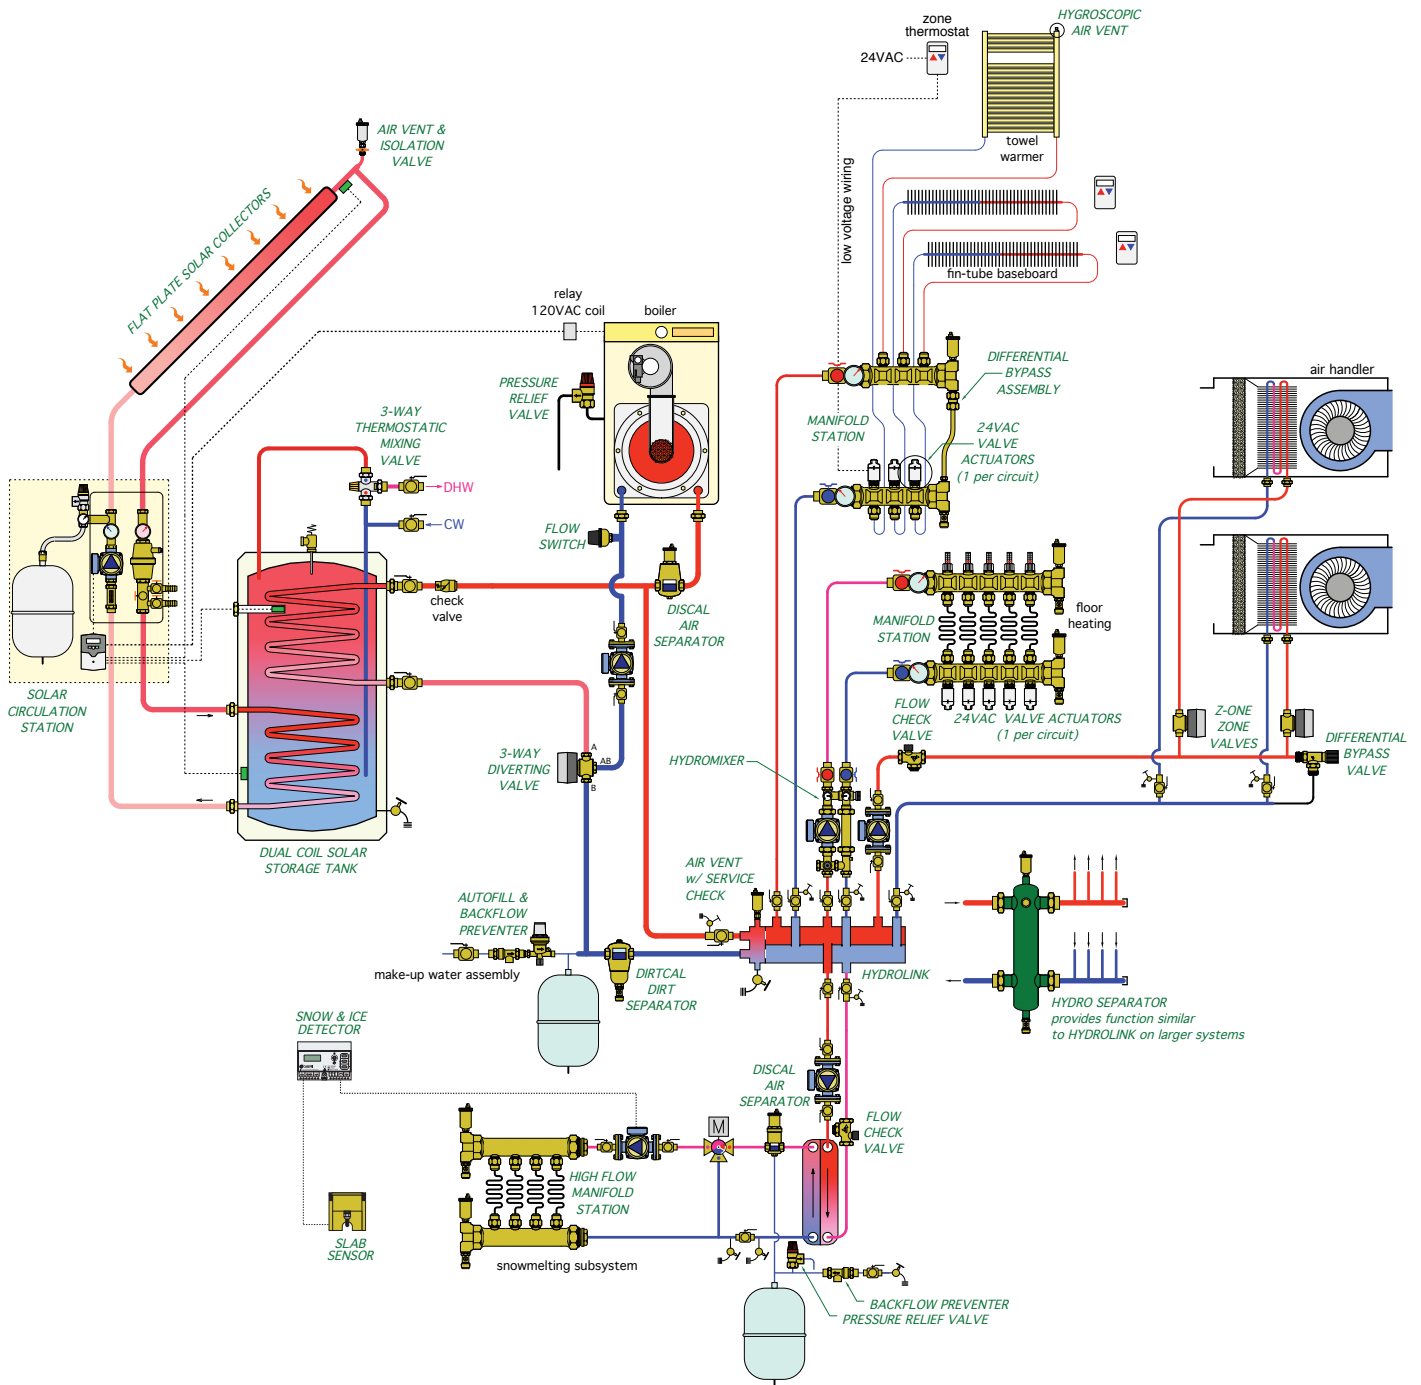 HYGROSCOPIC
AIR VENT
zone
thermostat
24VAC
towel
warmer
low voltage wiring
fin-tube baseboard
AIR VENT &
ISOLATION
VALVE
FLAT PLATE SOLAR COLLECTORS
relay
120VAC coil
boiler
PRESSURE
RELIEF
VALVE
3-WAY
THERMOSTATIC
MIXING
VALVE
DHW
CW
FLOW
SWITCH
DIFFERENTIAL
BYPASS
ASSEMBLY
MANIFOLD
STATION
24VAC
VALVE
ACTUATORS
(1 per circuit)
air handler
check
valve
DISCAL
AIR
SEPARATOR
MANIFOLD
STATION
floor
heating
SOLAR
CIRCULATION
STATION
FLOW
CHECK
VALVE
24VAC VALVE ACTUATORS
(1 per circuit)
Z-ONE
ZONE
VALVES
DIFFERENTIAL
BYPASS VALVE
3-WAY
DIVERTING
VALVE
A
AB
B
HYDROMIXER
DUAL COIL SOLAR
STORAGE TANK
AIR VENT
w/ SERVICE
CHECK
AUTOFILL &
BACKFLOW
PREVENTER
make-up water assembly
DIRTCAL
DIRT
SEPARATOR
HYDROLINK
HYDRO SEPARATOR
provides function similar
to HYDROLINK on larger systems
SNOW & ICE
DETECTOR
DISCAL
AIR
SEPARATOR
M
FLOW
CHECK
VALVE
HIGH FLOW
MANIFOLD
STATION
SLAB
SENSOR
snowmelting subsystem
BACKFLOW PREVENTER
PRESSURE RELIEF VALVE